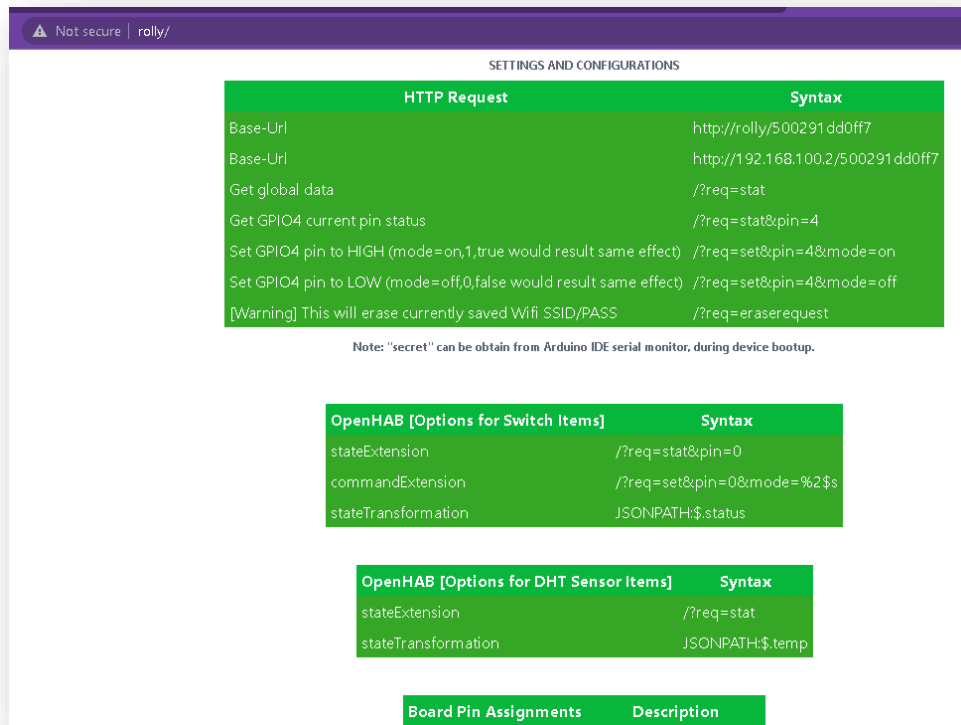 Not secure | rolly/
SETTINGS AND CONFIGURATIONS
HTTP Request Syntax
Base-Url http://rolly/500291dd0ff7
Base-Url http://192.168.100.2/500291dd0ff7
Get global data /?req=stat
Get GPIO4 current pin status /?req=stat&pin=4
Set GPIO4 pin to HIGH (mode=on,1,true would result same effect) /?req=set&pin=4&mode=on
Set GPIO4 pin to LOW (mode=off,0,false would result same effect) /?req=set&pin=4&mode=off
[Warning] This will erase currently saved Wifi SSID/PASS /?req=eraserequest
Note: "secret" can be obtain from Arduino IDE serial monitor, during device bootup.
OpenHAB [Options for Switch Items] Syntax
stateExtension /?req=stat&pin=0
commandExtension /?req=set&pin=0&mode=%2$s
stateTransformation JSONPATH:$.status
OpenHAB [Options for DHT Sensor Items] Syntax
stateExtension /?req=stat
stateTransformation JSONPATH:$.temp
Board Pin Assignments Description